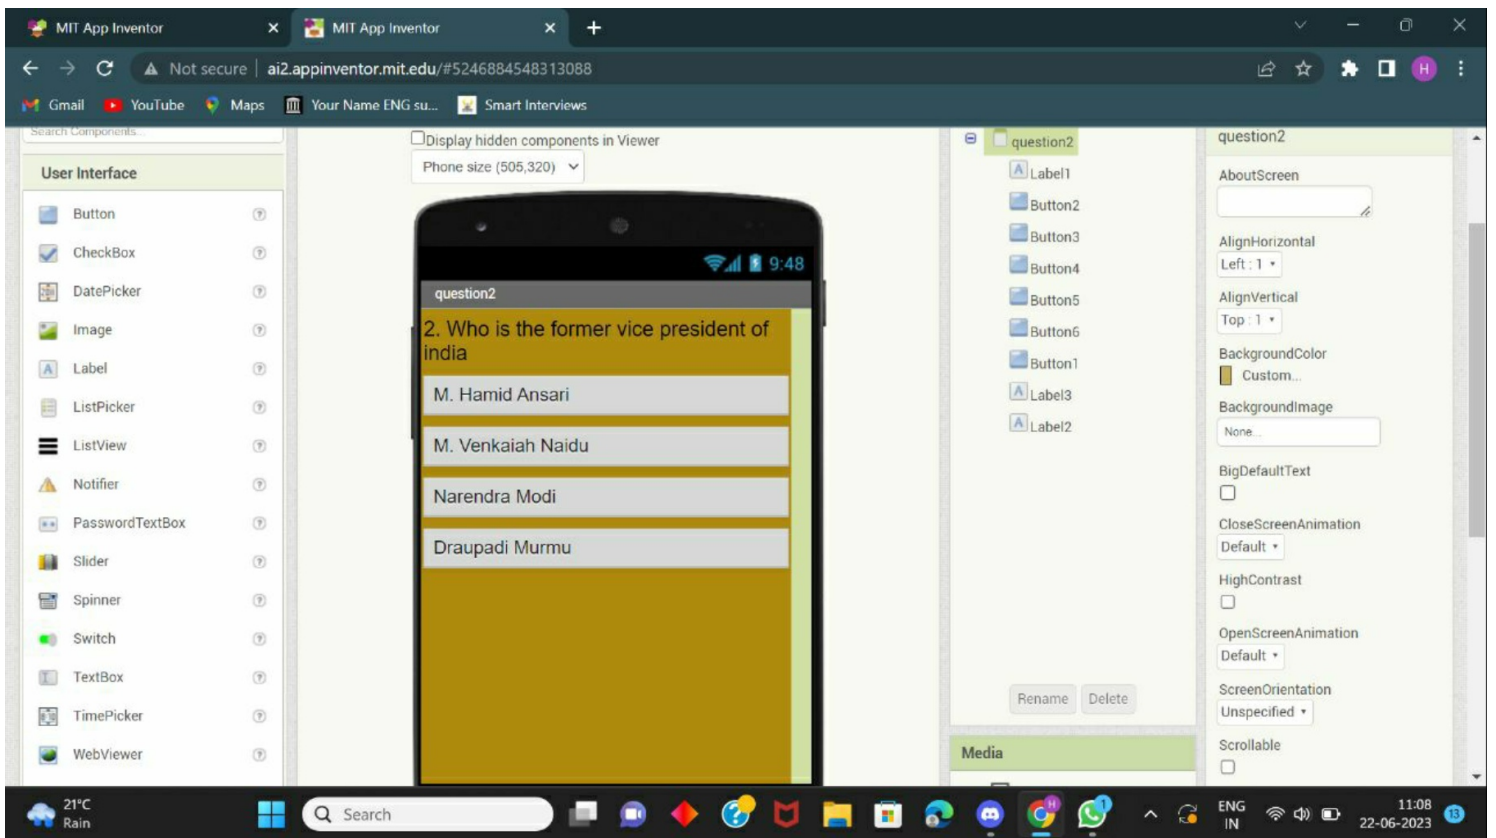 MIT App Inventor
MIT App Inventor
Not secure
ai2.appinventor.mit.edu/#5246884548313088
H
Gmail
YouTube
Maps
Your Name ENG su...
Smart Interviews
Search Components...
User Interface
Button
CheckBox
DatePicker
Image
Label
ListPicker
ListView
Notifier
PasswordTextBox
Slider
Spinner
Switch
TextBox
TimePicker
WebViewer
Display hidden components in Viewer
Phone size (505,320)
9:48
question2
2. Who is the former vice president of
india
M. Hamid Ansari
M. Venkaiah Naidu
Narendra Modi
Draupadi Murmu
question2
Label1
Button2
Button3
Button4
Button5
Button6
Button1
Label3
Label2
Rename
Delete
Media
question2
AboutScreen
AlignHorizontal
Left : 1
AlignVertical
Top : 1
BackgroundColor
Custom...
BackgroundImage
None...
BigDefaultText
CloseScreenAnimation
Default
HighContrast
OpenScreenAnimation
Default
ScreenOrientation
Unspecified
Scrollable
21°C
Rain
Search
ENG
IN
11:08
22-06-2023
13